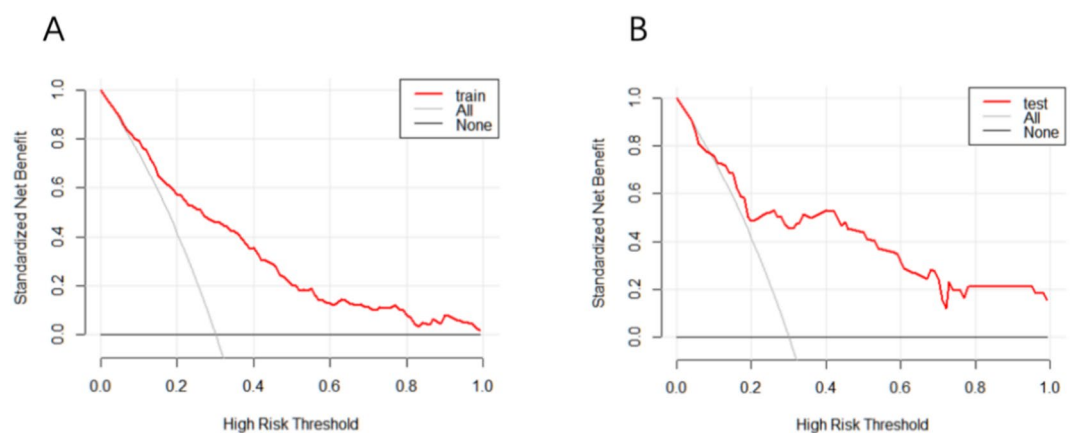 A
B
train
All
None
Standardized Net Benefit
1.0
0.8
0.6
0.4
0.2
0.0
0.0 0.2 0.4 0.6 0.8 1.0
High Risk Threshold
test
All
None
Standardized Net Benefit
1.0
0.8
0.6
0.4
0.2
0.0
0.0 0.2 0.4 0.6 0.8 1.0
High Risk Threshold